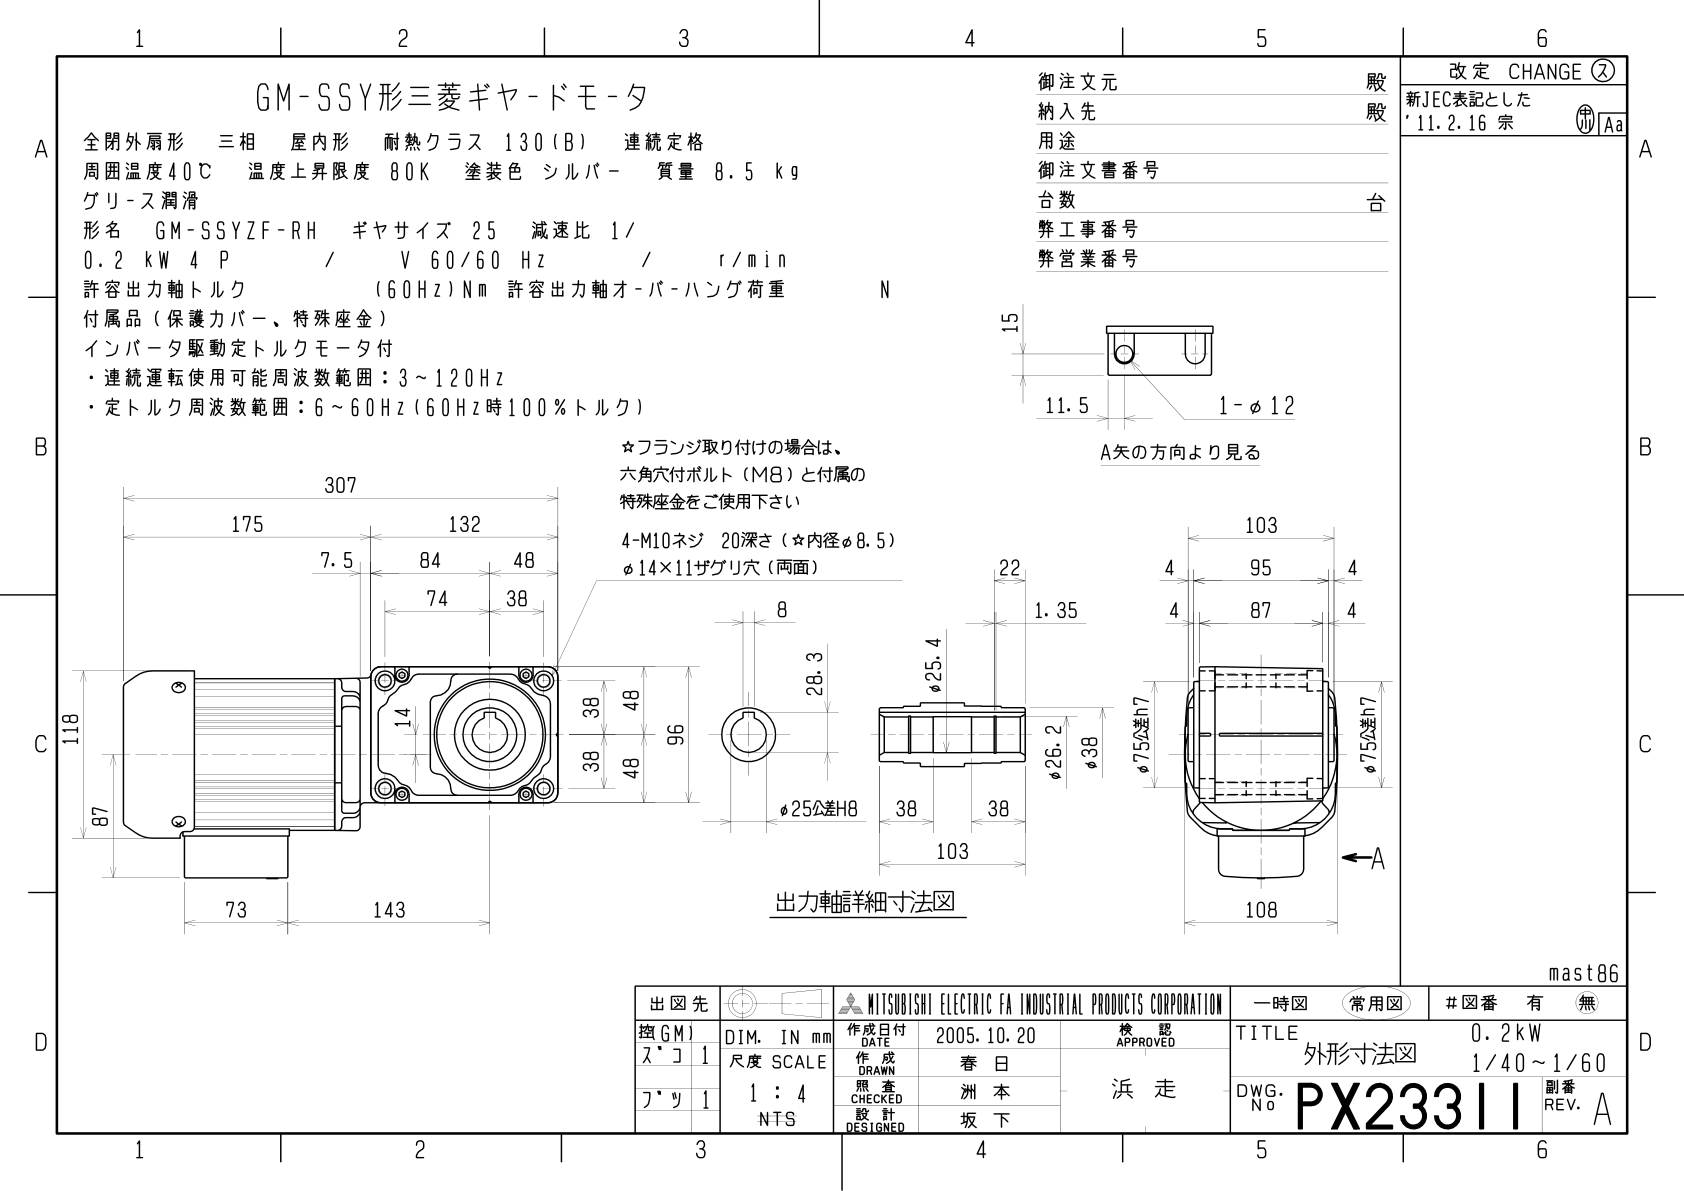 1 2 3 4 5 6
改定 CHANGE ス
新JEC表記とした
'11.2.16 宗
Aa
A
A
GM-SSY形三菱ギヤードモータ
全閉外扇形 三相 屋内形 耐熱クラス 130(B) 連続定格
周囲温度40℃ 温度上昇限度 80K 塗装色 シルバー 質量 8.5 kg
グリース潤滑
形名 GM-SSYZF-RH ギヤサイズ 25 減速比 1/
0.2 kW 4 P / V 60/60 Hz / r/min
許容出力軸トルク (60Hz)Nm 許容出力軸オーバーハング荷重 N
付属品(保護カバー、特殊座金)
インバータ駆動定トルクモータ付
・連続運転使用可能周波数範囲:3~120Hz
・定トルク周波数範囲:6~60Hz(60Hz時100%トルク)
御注文元 殿
納入先 殿
用途
御注文書番号
台数 台
弊工事番号
弊営業番号
15
11.5
1-φ12
A矢の方向より見る
B
B
☆フランジ取り付けの場合は、
六角穴付ボルト(M8)と付属の
特殊座金をご使用下さい
4-M10ネジ 20深さ(☆内径φ8.5)
φ14×11ザグリ穴(両面)
307
175 132
7.5 84 48
74 38
118
87
14
38
48
38
48
96
73 143
8
28.3
φ25公差H8
22
1.35
φ25.4
φ26.2
φ38
38 38
103
出力軸詳細寸法図
103
4 95 4
4 87 4
φ75公差h7
φ75公差h7
108
A
C
C
mast86
D
D
出図先
控(GM)
ズコ 1
ブツ 1
DIM. IN mm
尺度 SCALE
1 : 4
NTS
MITSUBISHI ELECTRIC FA INDUSTRIAL PRODUCTS CORPORATION
作成日付
DATE
2005.10.20
検 認
APPROVED
作 成
DRAWN
春 日
照 査
CHECKED
洲 本
設 計
DESIGNED
坂 下
浜 走
一時図 常用図 #図番 有 無
TITLE
外形寸法図
0.2kW
1/40~1/60
DWG.
No
PX23311
副番
REV.
A
1 2 3 4 5 6